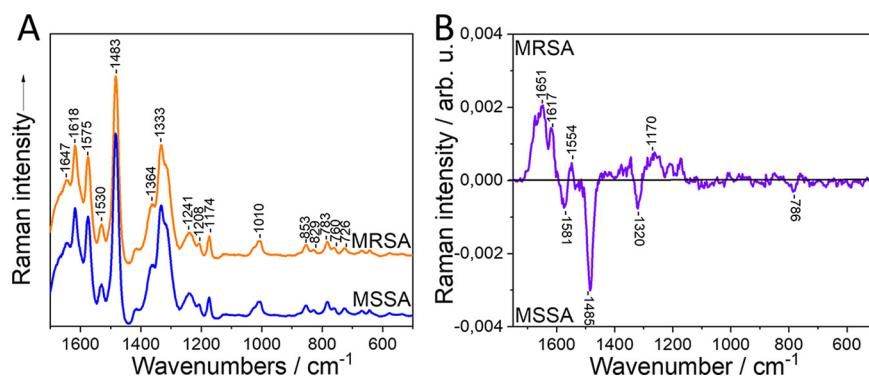 A
Raman intensity
-1647
-1618
-1575
-1530
-1483
-1364
-1333
-1241
-1208
-1174
-1010
-853
-829
-783
-760
-726
MRSA
MSSA
1600 1400 1200 1000 800 600
Wavenumbers / cm⁻¹
B
Raman intensity / arb. u.
0,004
0,002
0,000
-0,002
-0,004
MRSA
-1651
-1617
-1554
-1170
-1581
-1485
-1320
-786
MSSA
1600 1400 1200 1000 800 600
Wavenumber / cm⁻¹